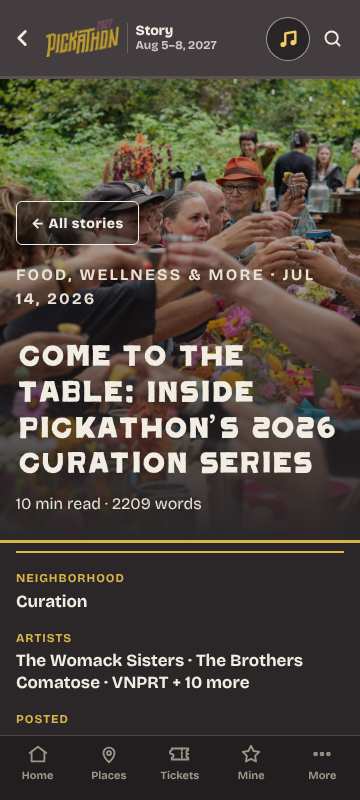 2027
PICKATHON
Story
Aug 5–8, 2027
← All stories
FOOD, WELLNESS & MORE · JUL
14, 2026
COME TO THE
TABLE: INSIDE
PICKATHON'S 2026
CURATION SERIES
10 min read · 2209 words
NEIGHBORHOOD
Curation
ARTISTS
The Womack Sisters · The Brothers
Comatose · VNPRT + 10 more
POSTED
Home
Places
Tickets
Mine
More